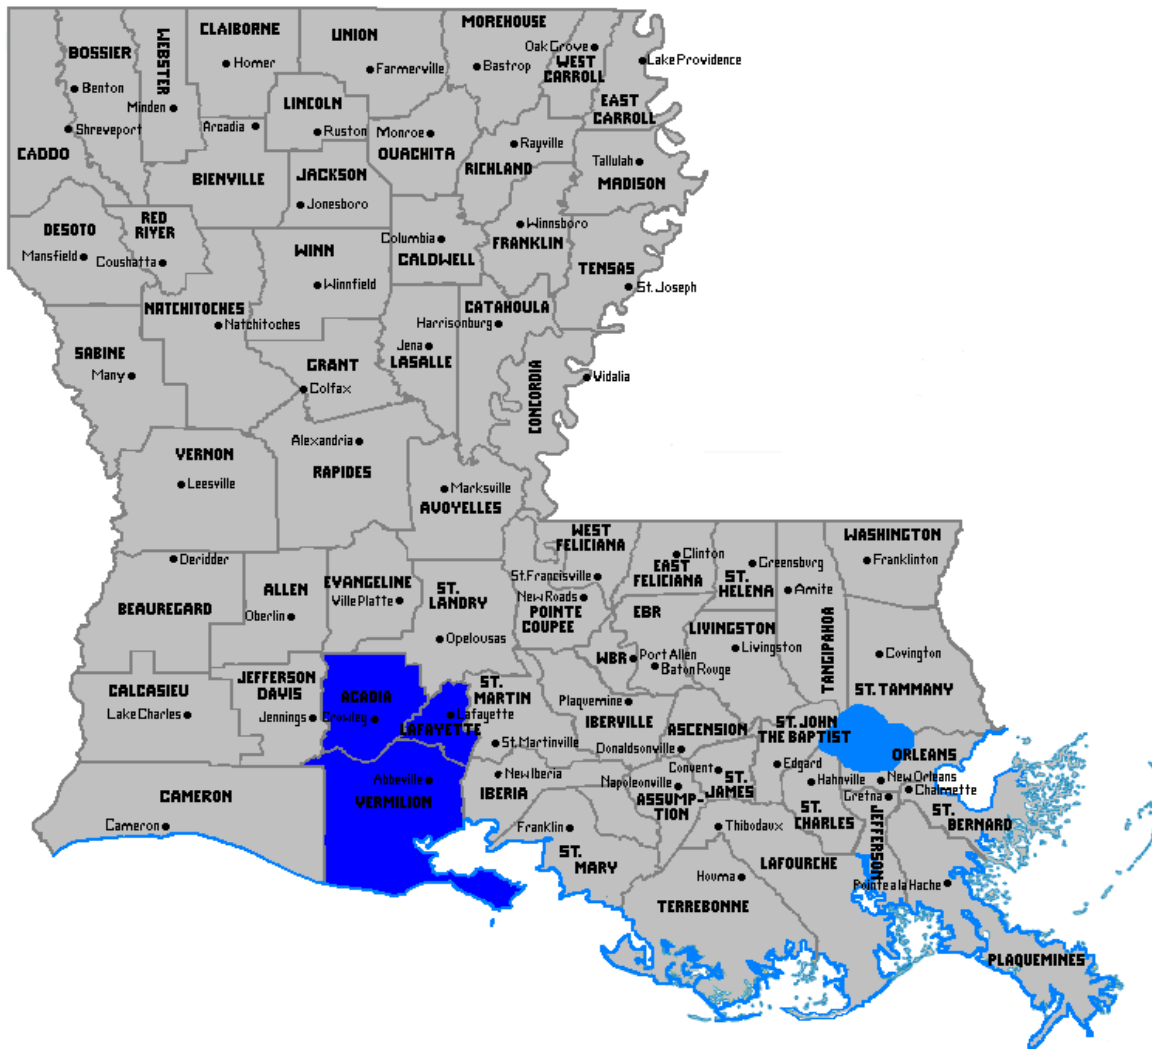 MOREHOUSE
CLAIBORNE
UNION
WEBSTER
BOSSIER
Oak Grove
WEST
CARROLL
Lake Providence
Homer
Farmerville
Bastrop
Benton
Minden
LINCOLN
EAST
CARROLL
Shreveport
Arcadia
Ruston
Monroe
OUACHITA
Rayville
CADDO
RICHLAND
Tallulah
MADISON
BIENVILLE
JACKSON
Jonesboro
DESOTO
RED
RIVER
Winnsboro
FRANKLIN
Columbia
CALDWELL
WINN
Mansfield
Coushatta
TENSAS
Winnfield
St. Joseph
NATCHITOCHES
Natchitoches
CATAHOULA
Harrisonburg
SABINE
Many
GRANT
Colfax
Jena
LASALLE
CONCORDIA
Vidalia
VERNON
Leesville
Alexandria
RAPIDES
Marksville
AVOYELLES
WEST
FELICIANA
WASHINGTON
Franklinton
Deridder
Clinton
EAST
FELICIANA
Greensburg
ST.
HELENA
St. Francisville
Amite
BEAUREGARD
ALLEN
Oberlin
EVANGELINE
Ville Platte
ST.
LANDRY
Opelousas
New Roads
POINTE
COUPEE
EBR
LIVINGSTON
Livingston
TANGIPAHOA
Covington
ST. TAMMANY
WBR
Port Allen
Baton Rouge
CALCASIEU
Lake Charles
JEFFERSON
DAVIS
Jennings
ACADIA
Crowley
LAFAYETTE
Lafayette
ST.
MARTIN
St. Martinville
Plaquemine
IBERVILLE
ASCENSION
Donaldsonville
ST. JOHN
THE BAPTIST
ORLEANS
Edgard
Convent
ST.
JAMES
Hahnville
New Orleans
Chalmette
Gretna
CAMERON
Cameron
Abbeville
VERMILION
New Iberia
IBERIA
Napoleonville
ASSUMP-
TION
ST.
CHARLES
JEFFERSON
ST.
BERNARD
Franklin
ST.
MARY
Thibodaux
LAFOURCHE
Houma
TERREBONNE
Pointe a la Hache
PLAQUEMINES